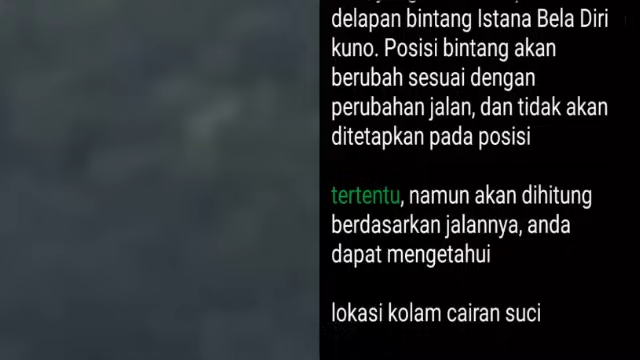 delapan bintang Istana Bela Diri
kuno. Posisi bintang akan
berubah sesuai dengan
perubahan jalan, dan tidak akan
ditetapkan pada posisi
tertentu, namun akan dihitung
berdasarkan jalannya, anda
dapat mengetahui
lokasi kolam cairan suci